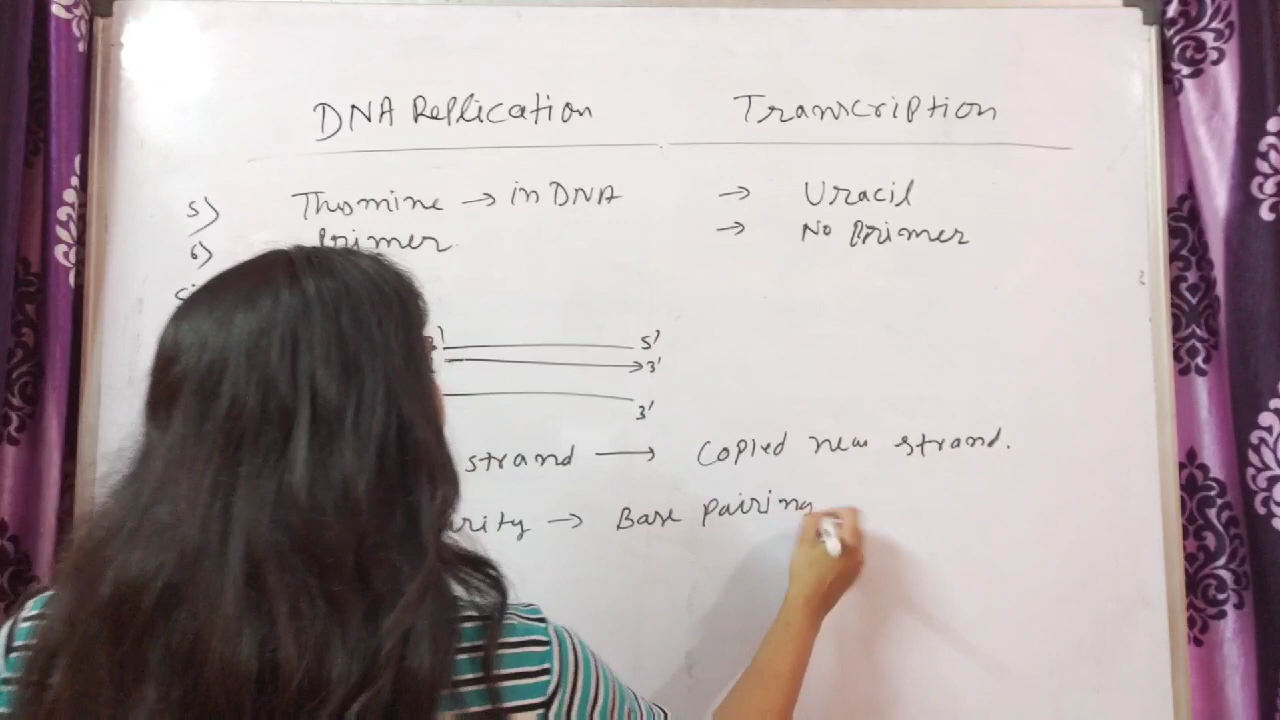 DNA Replication Transcription
5) Thymine → in DNA → Uracil
6) Primer → No Primer
5'
3'
3'
strand → Copied new strand.
Base pairing